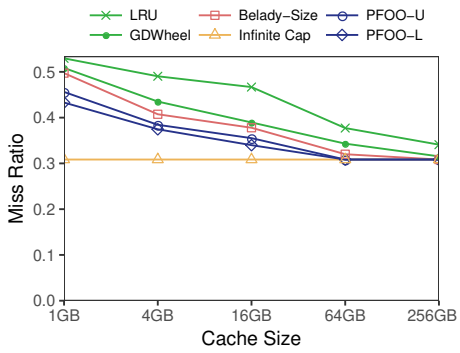 LRU Belady−Size PFOO−U
GDWheel Infinite Cap PFOO−L
Miss Ratio
0.5
0.4
0.3
0.2
0.1
0.0
1GB 4GB 16GB 64GB 256GB
Cache Size